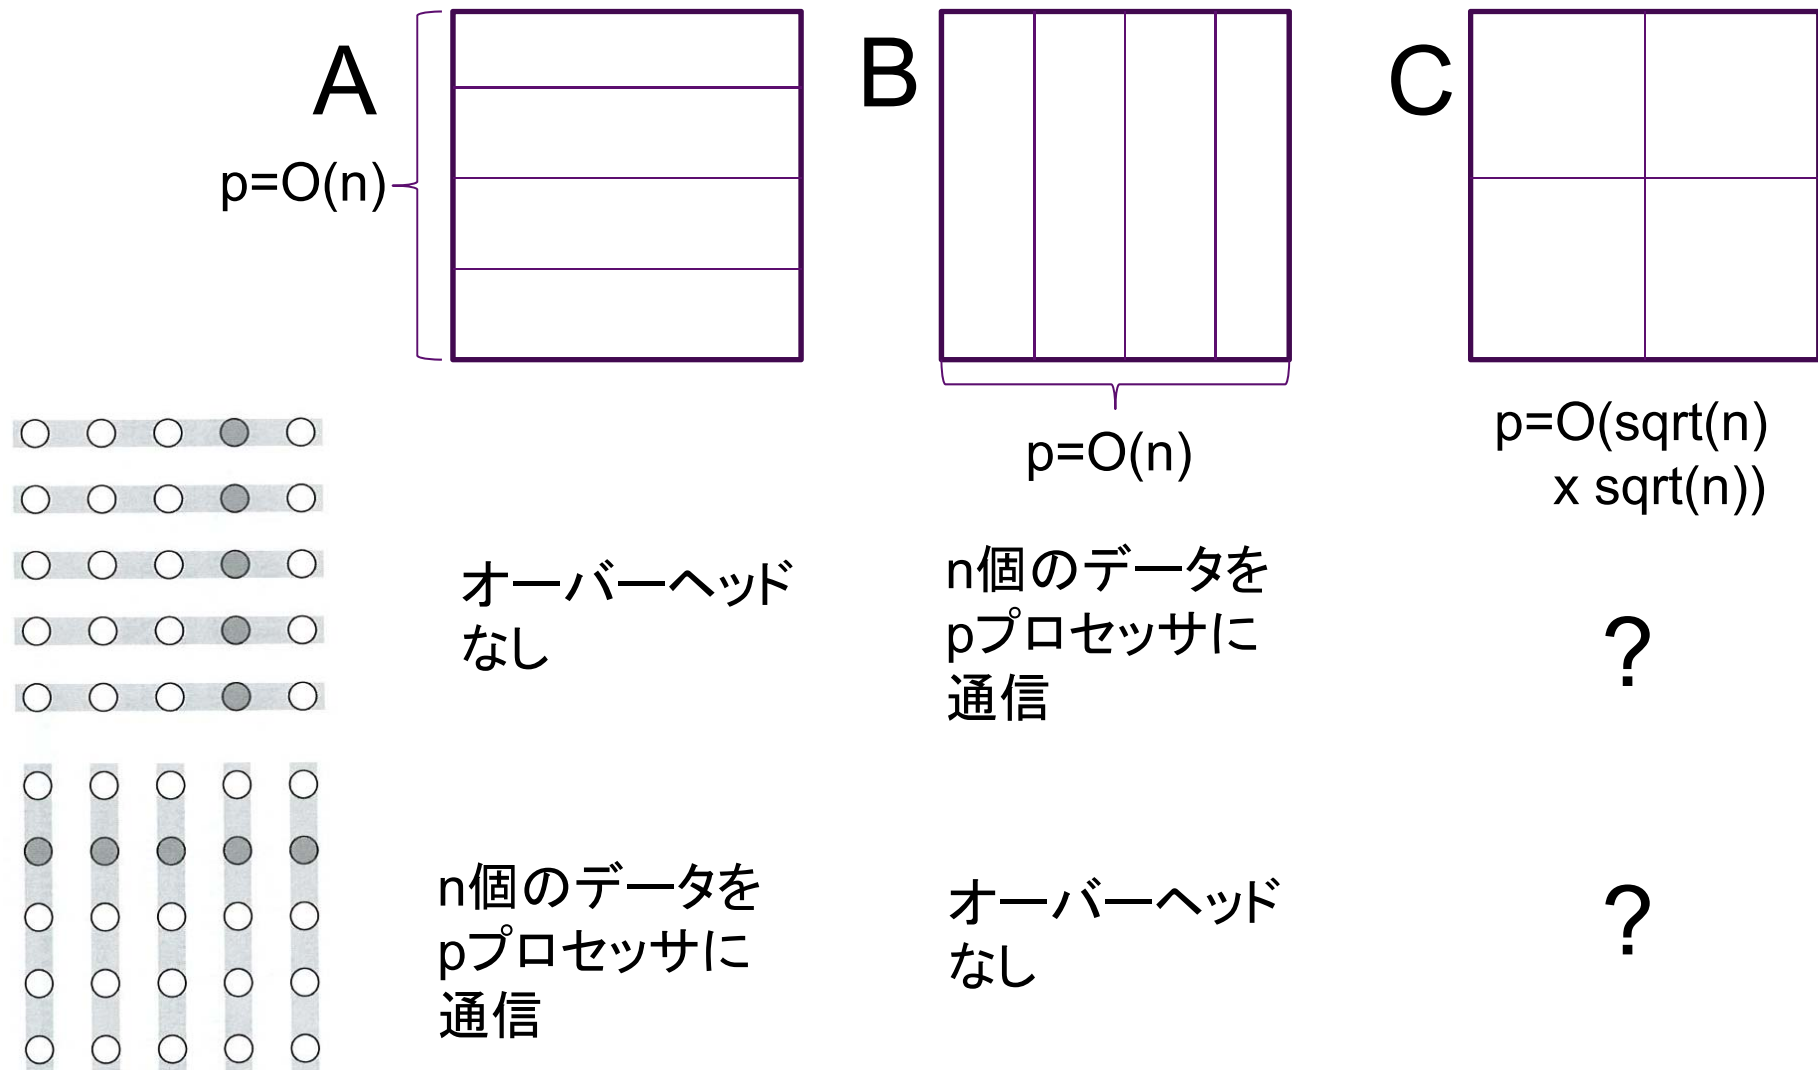 A
B
C
p=O(n)
p=O(n)
p=O(sqrt(n)
x sqrt(n))
オーバーヘッド
なし
n個のデータを
pプロセッサに
通信
?
n個のデータを
pプロセッサに
通信
オーバーヘッド
なし
?